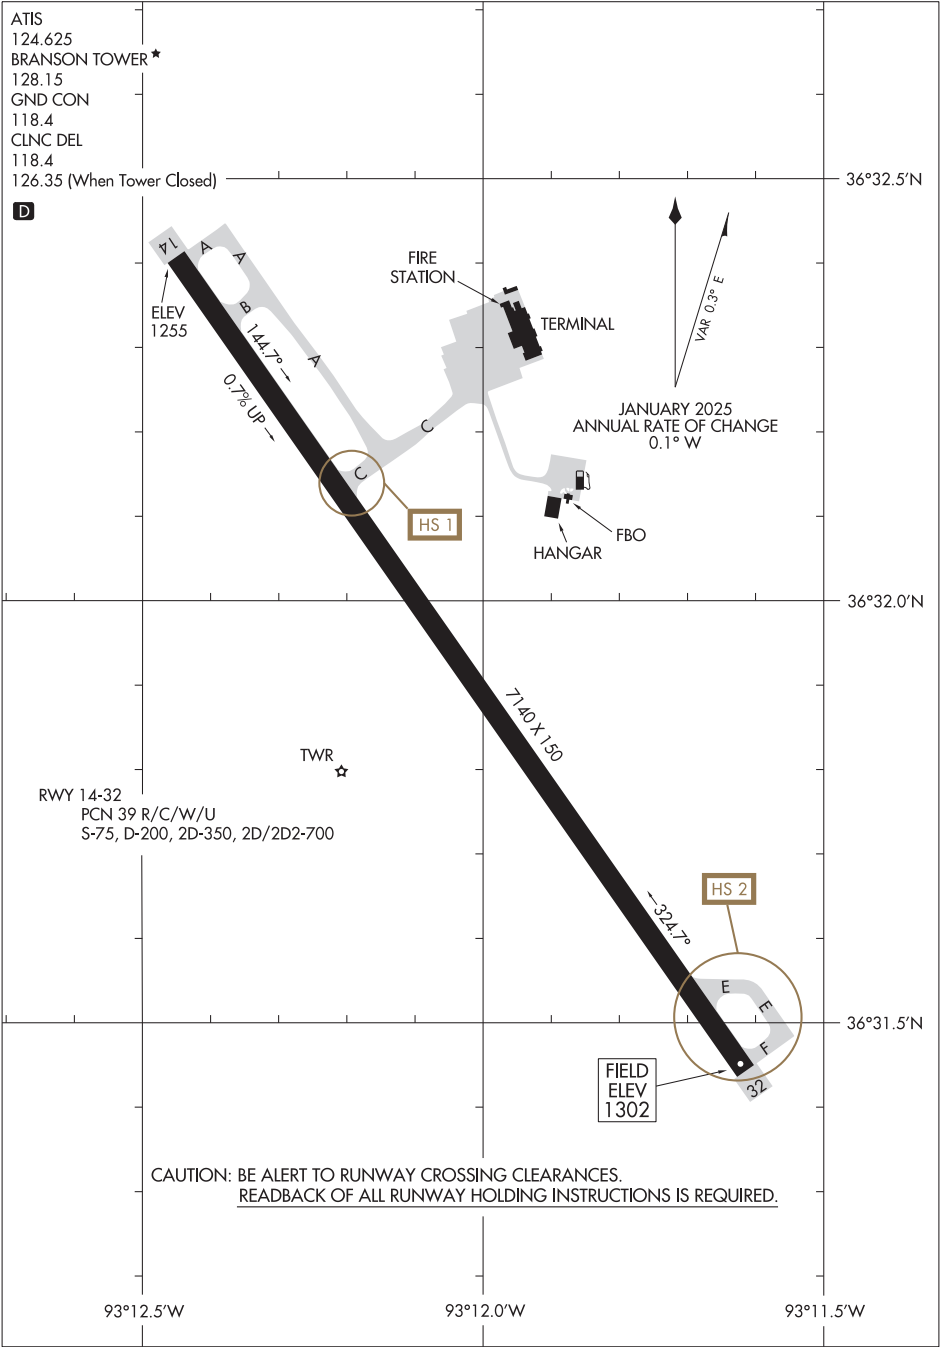 ATIS
124.625
BRANSON TOWER★
128.15
GND CON
118.4
CLNC DEL
118.4
126.35 (When Tower Closed)
D
36°32.5'N
14
A
A
B
A
C
C
ELEV
1255
144.7°
0.7% UP
FIRE
STATION
TERMINAL
VAR 0.3° E
JANUARY 2025
ANNUAL RATE OF CHANGE
0.1° W
HS 1
FBO
HANGAR
36°32.0'N
7140 X 150
TWR
RWY 14-32
PCN 39 R/C/W/U
S-75, D-200, 2D-350, 2D/2D2-700
HS 2
324.7°
E
E
F
36°31.5'N
32
FIELD
ELEV
1302
CAUTION: BE ALERT TO RUNWAY CROSSING CLEARANCES.
READBACK OF ALL RUNWAY HOLDING INSTRUCTIONS IS REQUIRED.
93°12.5'W
93°12.0'W
93°11.5'W